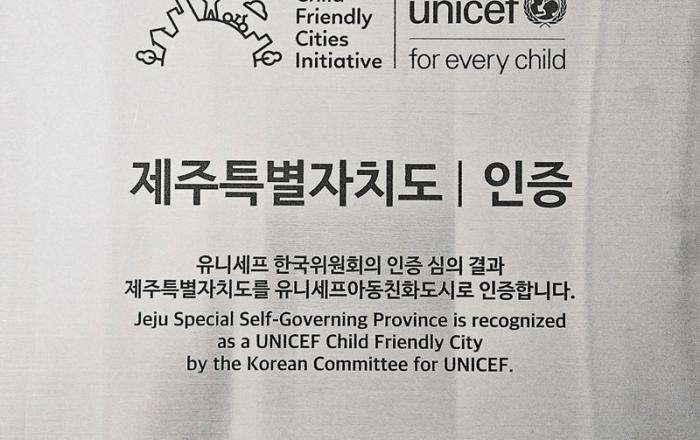 Child
Friendly
Cities
Initiative
unicef
for every child
제주특별자치도 | 인증
유니세프 한국위원회의 인증 심의 결과
제주특별자치도를 유니세프아동친화도시로 인증합니다.
Jeju Special Self-Governing Province is recognized
as a UNICEF Child Friendly City
by the Korean Committee for UNICEF.